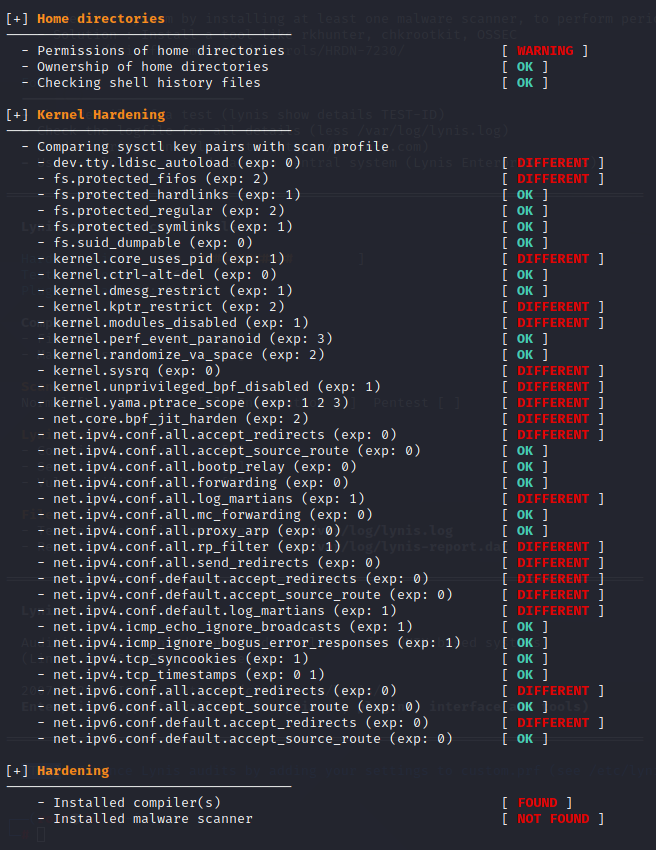 [+] Home directories
- Permissions of home directories [ WARNING ]
- Ownership of home directories [ OK ]
- Checking shell history files [ OK ]
[+] Kernel Hardening
- Comparing sysctl key pairs with scan profile
- dev.tty.ldisc_autoload (exp: 0) [ DIFFERENT ]
- fs.protected_fifos (exp: 2) [ DIFFERENT ]
- fs.protected_hardlinks (exp: 1) [ OK ]
- fs.protected_regular (exp: 2) [ OK ]
- fs.protected_symlinks (exp: 1) [ OK ]
- fs.suid_dumpable (exp: 0) [ OK ]
- kernel.core_uses_pid (exp: 1) [ DIFFERENT ]
- kernel.ctrl-alt-del (exp: 0) [ OK ]
- kernel.dmesg_restrict (exp: 1) [ OK ]
- kernel.kptr_restrict (exp: 2) [ DIFFERENT ]
- kernel.modules_disabled (exp: 1) [ DIFFERENT ]
- kernel.perf_event_paranoid (exp: 3) [ OK ]
- kernel.randomize_va_space (exp: 2) [ OK ]
- kernel.sysrq (exp: 0) [ DIFFERENT ]
- kernel.unprivileged_bpf_disabled (exp: 1) [ DIFFERENT ]
- kernel.yama.ptrace_scope (exp: 1 2 3) [ DIFFERENT ]
- net.core.bpf_jit_harden (exp: 2) [ DIFFERENT ]
- net.ipv4.conf.all.accept_redirects (exp: 0) [ DIFFERENT ]
- net.ipv4.conf.all.accept_source_route (exp: 0) [ OK ]
- net.ipv4.conf.all.bootp_relay (exp: 0) [ OK ]
- net.ipv4.conf.all.forwarding (exp: 0) [ OK ]
- net.ipv4.conf.all.log_martians (exp: 1) [ DIFFERENT ]
- net.ipv4.conf.all.mc_forwarding (exp: 0) [ OK ]
- net.ipv4.conf.all.proxy_arp (exp: 0) [ OK ]
- net.ipv4.conf.all.rp_filter (exp: 1) [ DIFFERENT ]
- net.ipv4.conf.all.send_redirects (exp: 0) [ DIFFERENT ]
- net.ipv4.conf.default.accept_redirects (exp: 0) [ DIFFERENT ]
- net.ipv4.conf.default.accept_source_route (exp: 0) [ DIFFERENT ]
- net.ipv4.conf.default.log_martians (exp: 1) [ DIFFERENT ]
- net.ipv4.icmp_echo_ignore_broadcasts (exp: 1) [ OK ]
- net.ipv4.icmp_ignore_bogus_error_responses (exp: 1) [ OK ]
- net.ipv4.tcp_syncookies (exp: 1) [ OK ]
- net.ipv4.tcp_timestamps (exp: 0 1) [ OK ]
- net.ipv6.conf.all.accept_redirects (exp: 0) [ DIFFERENT ]
- net.ipv6.conf.all.accept_source_route (exp: 0) [ OK ]
- net.ipv6.conf.default.accept_redirects (exp: 0) [ DIFFERENT ]
- net.ipv6.conf.default.accept_source_route (exp: 0) [ OK ]
[+] Hardening
- Installed compiler(s) [ FOUND ]
- Installed malware scanner [ NOT FOUND ]